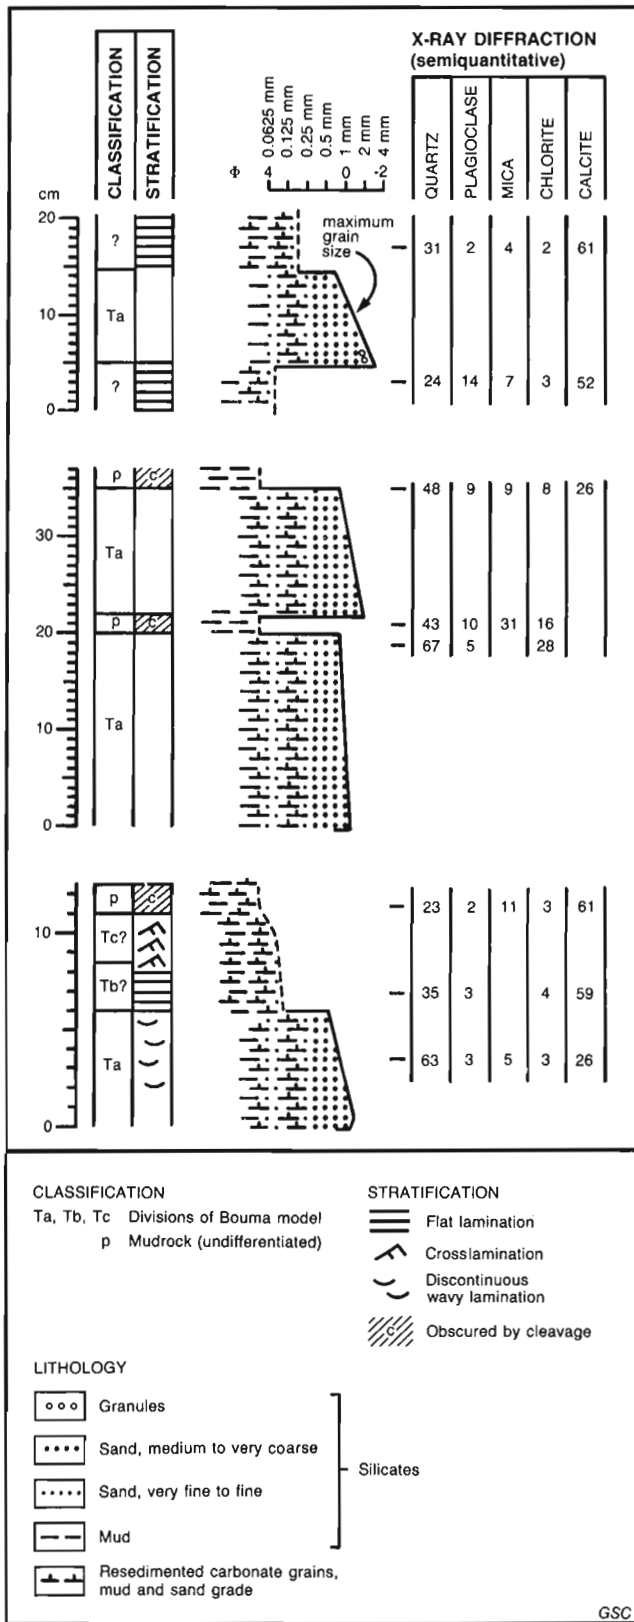 X-RAY DIFFRACTION
(semiquantitative)
CLASSIFICATION
STRATIFICATION
0.0625 mm
0.125 mm
0.25 mm
0.5 mm
1 mm
2 mm
4 mm
QUARTZ
PLAGIOCLASE
MICA
CHLORITE
CALCITE
cm
Φ 4 0 -2
20
?
maximum
grain
size
31 2 4 2 61
10
Ta
?
24 14 7 3 52
0
p c
48 9 9 8 26
30
Ta
p c
43 10 31 16
20
67 5 28
10
Ta
0
p c
23 2 11 3 61
10
Tc?
Tb?
35 3 4 59
Ta
63 3 5 3 26
0
CLASSIFICATION
Ta, Tb, Tc Divisions of Bouma model
p Mudrock (undifferentiated)
STRATIFICATION
Flat lamination
Crosslamination
Discontinuous
wavy lamination
c Obscured by cleavage
LITHOLOGY
Granules
Sand, medium to very coarse
Sand, very fine to fine
Mud
Silicates
Resedimented carbonate grains,
mud and sand grade
GSC